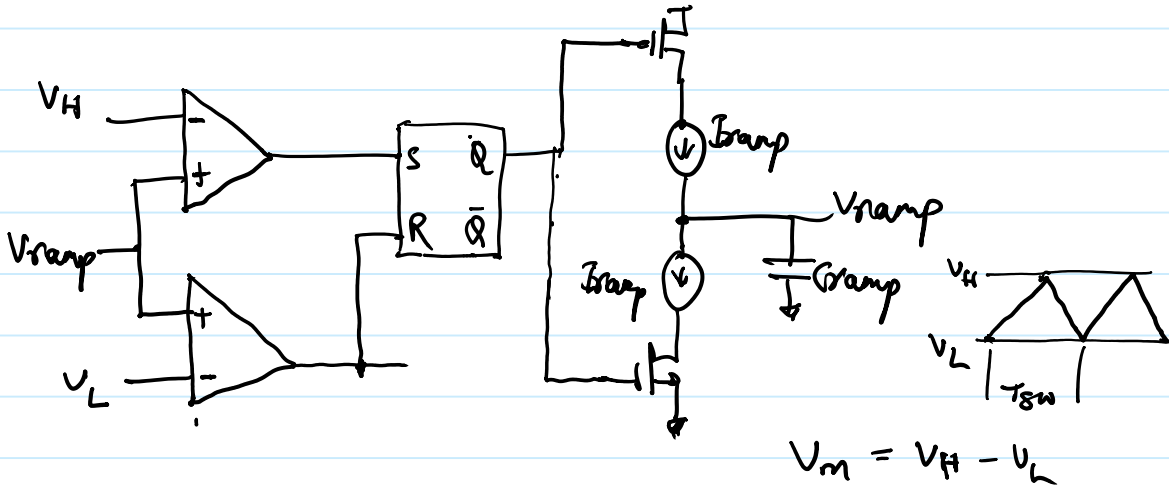 VH
-
+
Vramp
+
VL
-
S Q
R Q̄
Iramp
Vramp
Iramp
Cramp
VH
VL
Tsw
Vm = VH - VL